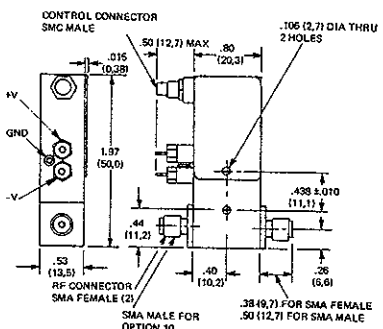 CONTROL CONNECTOR
SMC MALE
.50 (12,7) MAX
.80
(20,3)
.106 (2,7) DIA THRU
2 HOLES
.015
(0,38)
+V
GND
-V
1.97
(50,0)
.438 ±.010
(11,1)
.44
(11,2)
.53
(13,5)
.40
(10,2)
.26
(6,6)
RF CONNECTOR
SMA FEMALE (2)
SMA MALE FOR
OPTION 10
.38 (9,7) FOR SMA FEMALE
.50 (12,7) FOR SMA MALE